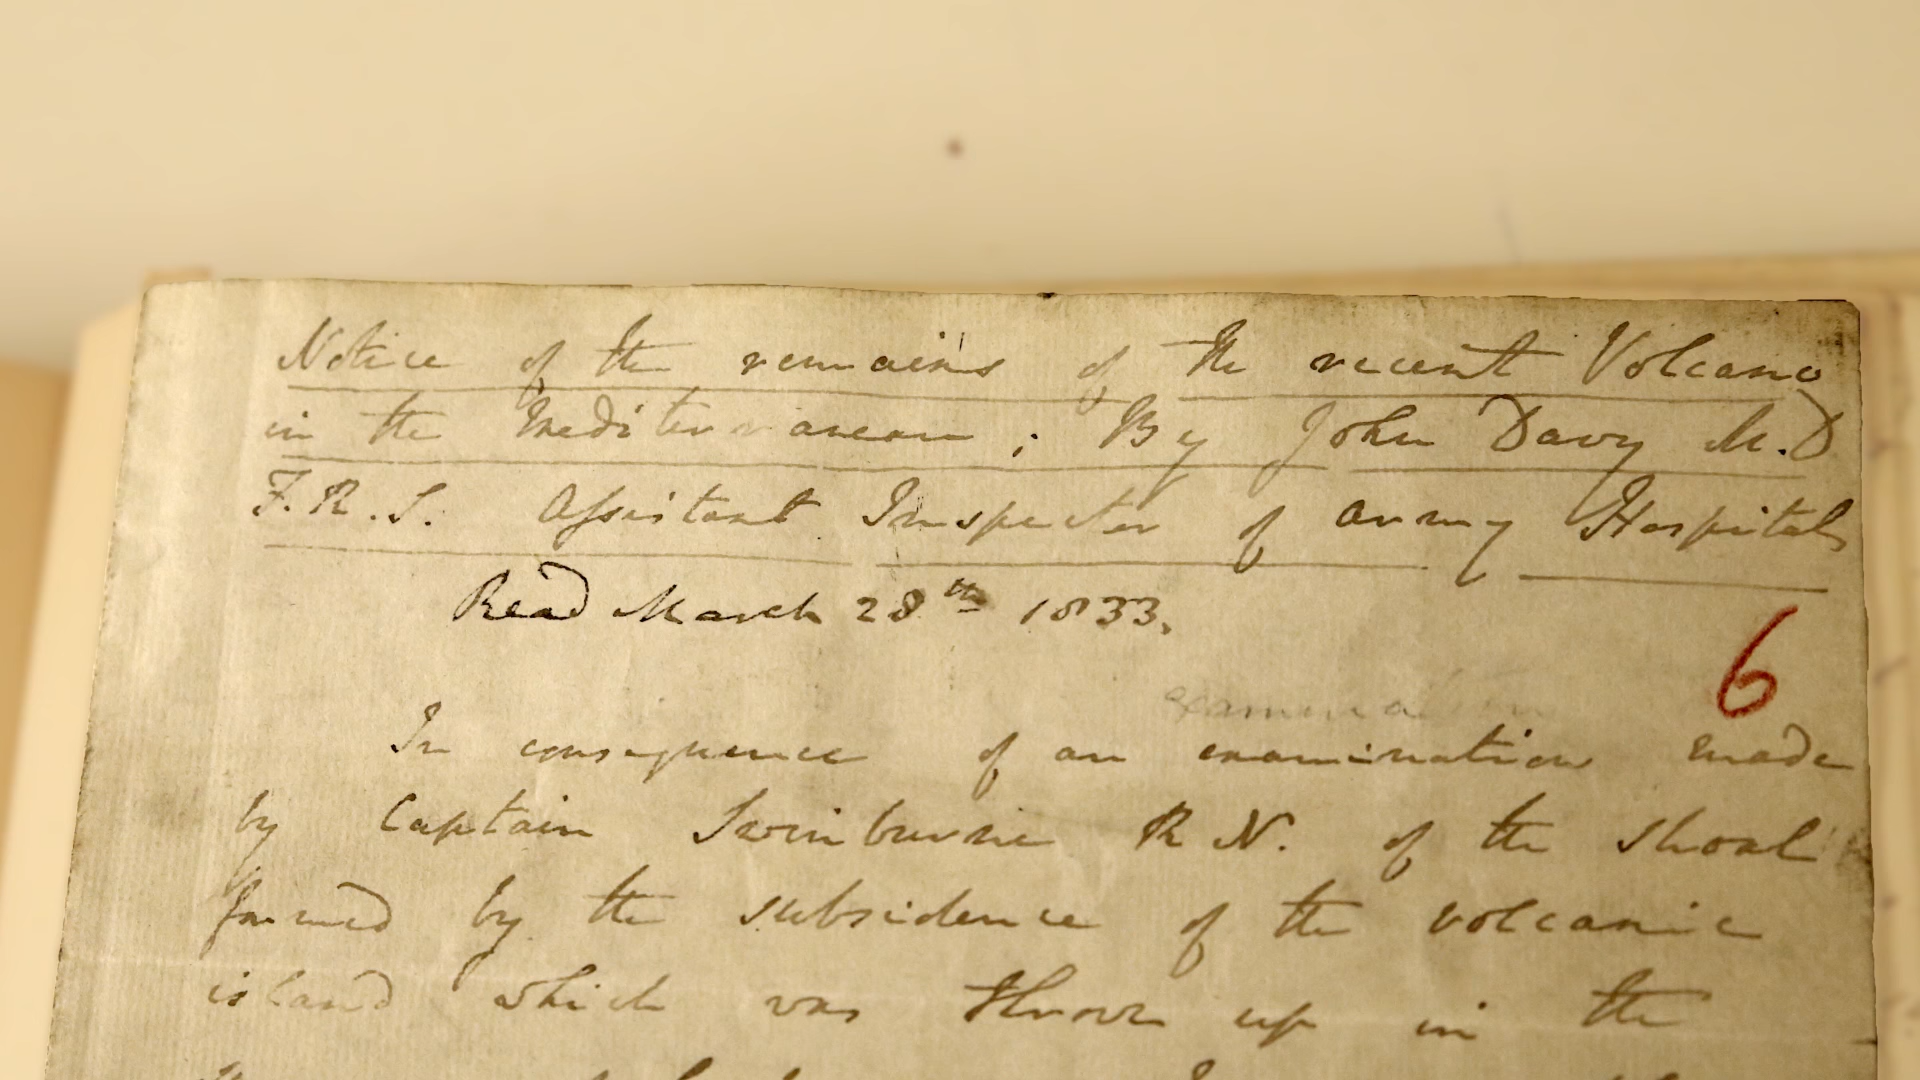 Notice of the remains of the recent Volcano
in the Mediterranean; By John Davy M.D
F.R.S. Assistant Inspector of army Hospitals
Read March 28th 1833.
6
examination
In consequence of an examination made
by Captain Swinburne R N. of the shoal
formed by the subsidence of the volcanic
island which was thrown up in the